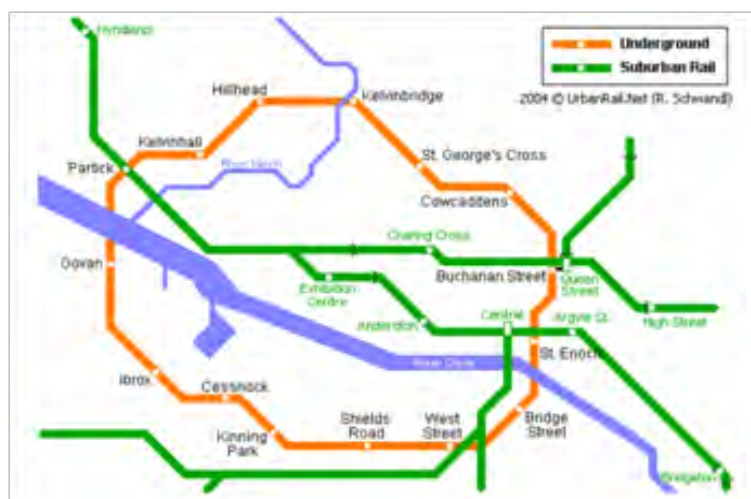 Hyndland
Underground
Suburban Rail
2004 © UrbanRail.Net (R. Schwandl)
Hillhead
Kelvinbridge
Kelvinhall
Partick
St. George's Cross
Cowcaddens
Charing Cross
Govan
Buchanan Street
Queen
Street
Exhibition
Centre
Anderston
Central
Argyle St.
High Street
St. Enoch
River Clyde
Ibrox
Cessnock
Kinning
Park
Shields
Road
West
Street
Bridge
Street
Bridgeton